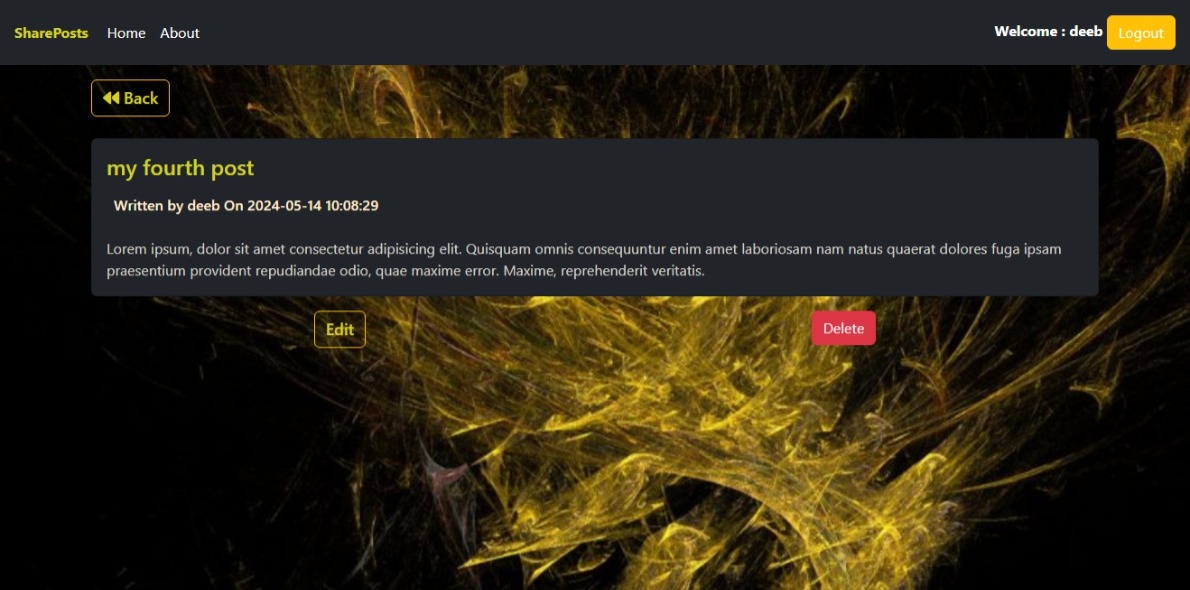 SharePosts Home About Welcome : deeb Logout
Back
my fourth post
Written by deeb On 2024-05-14 10:08:29
Lorem ipsum, dolor sit amet consectetur adipisicing elit. Quisquam omnis consequuntur enim amet laboriosam nam natus quaerat dolores fuga ipsam
praesentium provident repudiandae odio, quae maxime error. Maxime, reprehenderit veritatis.
Edit Delete